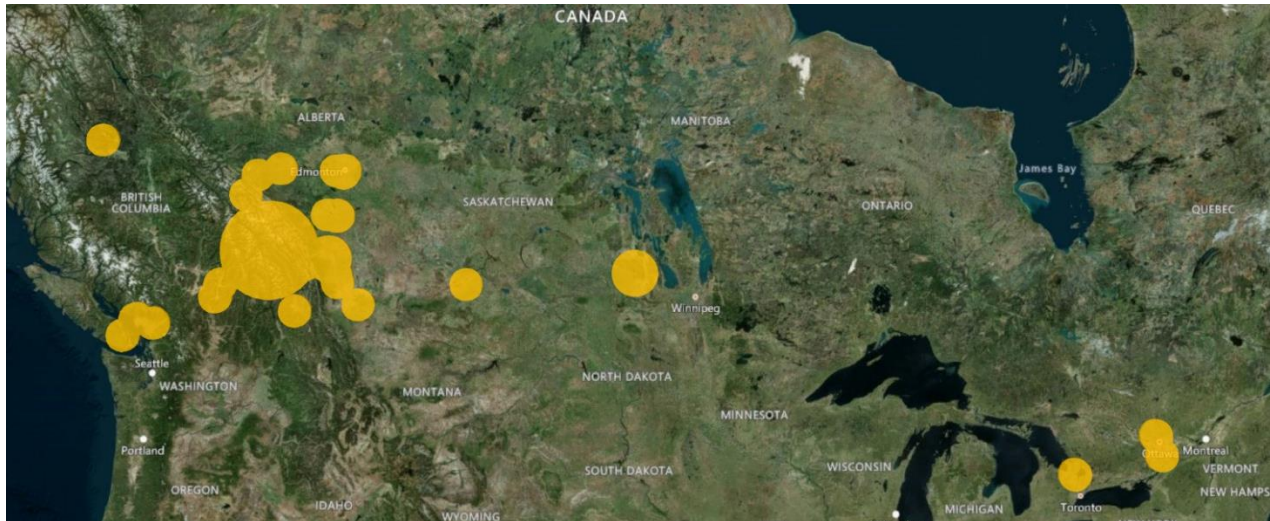 CANADA
ALBERTA
MANITOBA
James Bay
Edmonton
BRITISH
COLUMBIA
SASKATCHEWAN
ONTARIO
QUEBEC
Winnipeg
Seattle
WASHINGTON
NORTH DAKOTA
MONTANA
MINNESOTA
Portland
Ottawa
Montreal
WISCONSIN
VERMONT
SOUTH DAKOTA
OREGON
NEW HAMPS
IDAHO
MICHIGAN
Toronto
WYOMING